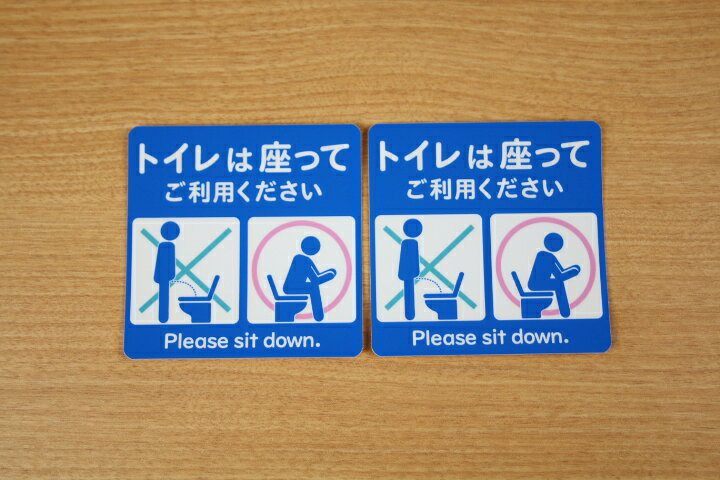 トイレは座って
ご利用ください
Please sit down.
トイレは座って
ご利用ください
Please sit down.